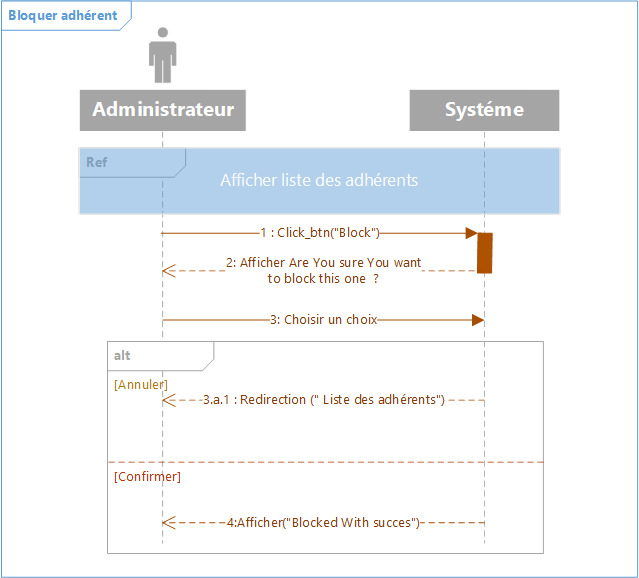 Bloquer adhérent
Administrateur
Systéme
Ref
Afficher liste des adhérents
1 : Click_btn("Block")
2: Afficher Are You sure You want
to block this one  ?
3: Choisir un choix
alt
[Annuler]
3.a.1 : Redirection (" Liste des adhérents")
[Confirmer]
4:Afficher("Blocked With succes")